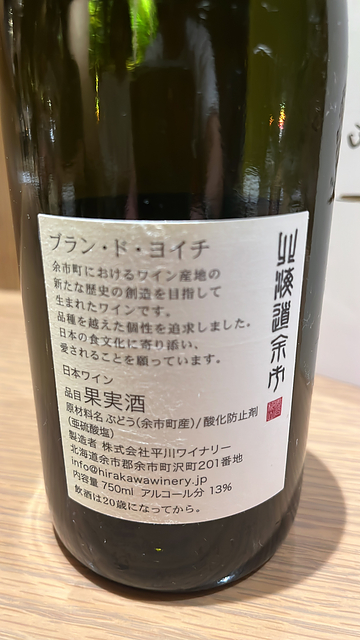 ブラン・ド・ヨイチ
余市町におけるワイン産地の
新たな歴史の創造を目指して
生まれたワインです。
品種を越えた個性を追求しました。
日本の食文化に寄り添い、
愛されることを願っています。
日本ワイン
品目 果実酒
原材料名 ぶどう(余市町産)/酸化防止剤
(亜硫酸塩)
製造者 株式会社平川ワイナリー
北海道余市郡余市町沢町201番地
info@hirakawawinery.jp
内容量 750ml アルコール分 13%
飲酒は20歳になってから。
北海道余市